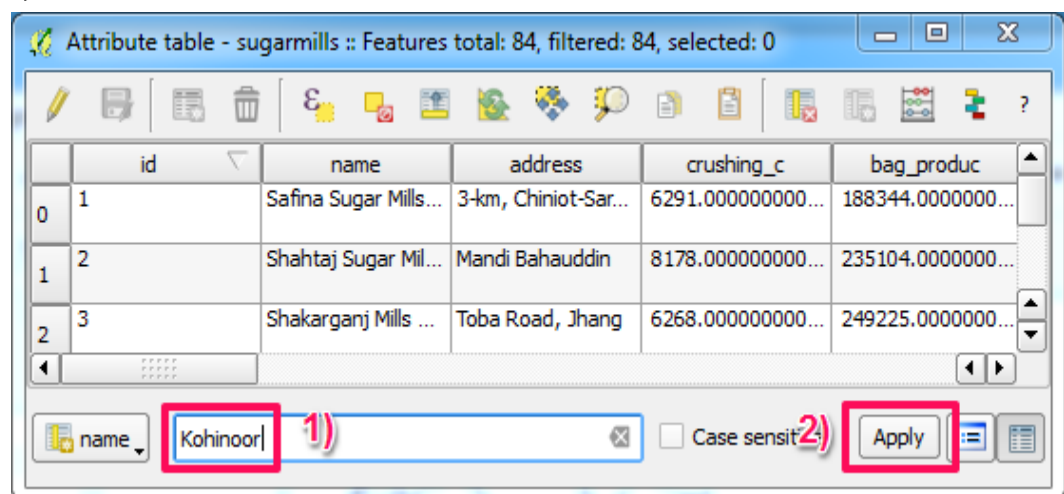 Attribute table - sugarmills :: Features total: 84, filtered: 84, selected: 0
ε ?
id name address crushing_c bag_produc
0 1 Safina Sugar Mills... 3-km, Chiniot-Sar... 6291.000000000... 188344.0000000...
1 2 Shahtaj Sugar Mil... Mandi Bahauddin 8178.000000000... 235104.0000000...
2 3 Shakarganj Mills ... Toba Road, Jhang 6268.000000000... 249225.0000000...
name Kohinoor 1) Case sensit 2) Apply